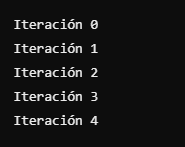 Iteración 0
Iteración 1
Iteración 2
Iteración 3
Iteración 4